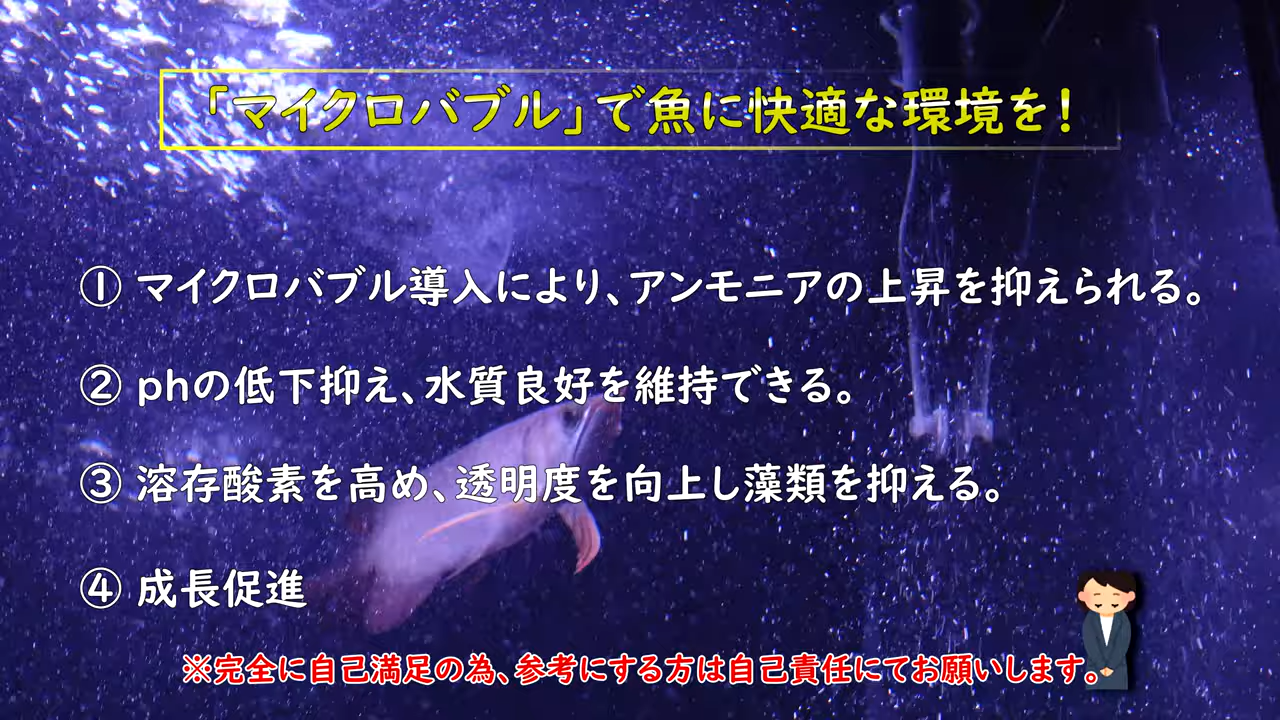 「マイクロバブル」で魚に快適な環境を！
① マイクロバブル導入により、アンモニアの上昇を抑えられる。
② phの低下抑え、水質良好を維持できる。
③ 溶存酸素を高め、透明度を向上し藻類を抑える。
④ 成長促進
※完全に自己満足の為、参考にする方は自己責任にてお願いします。